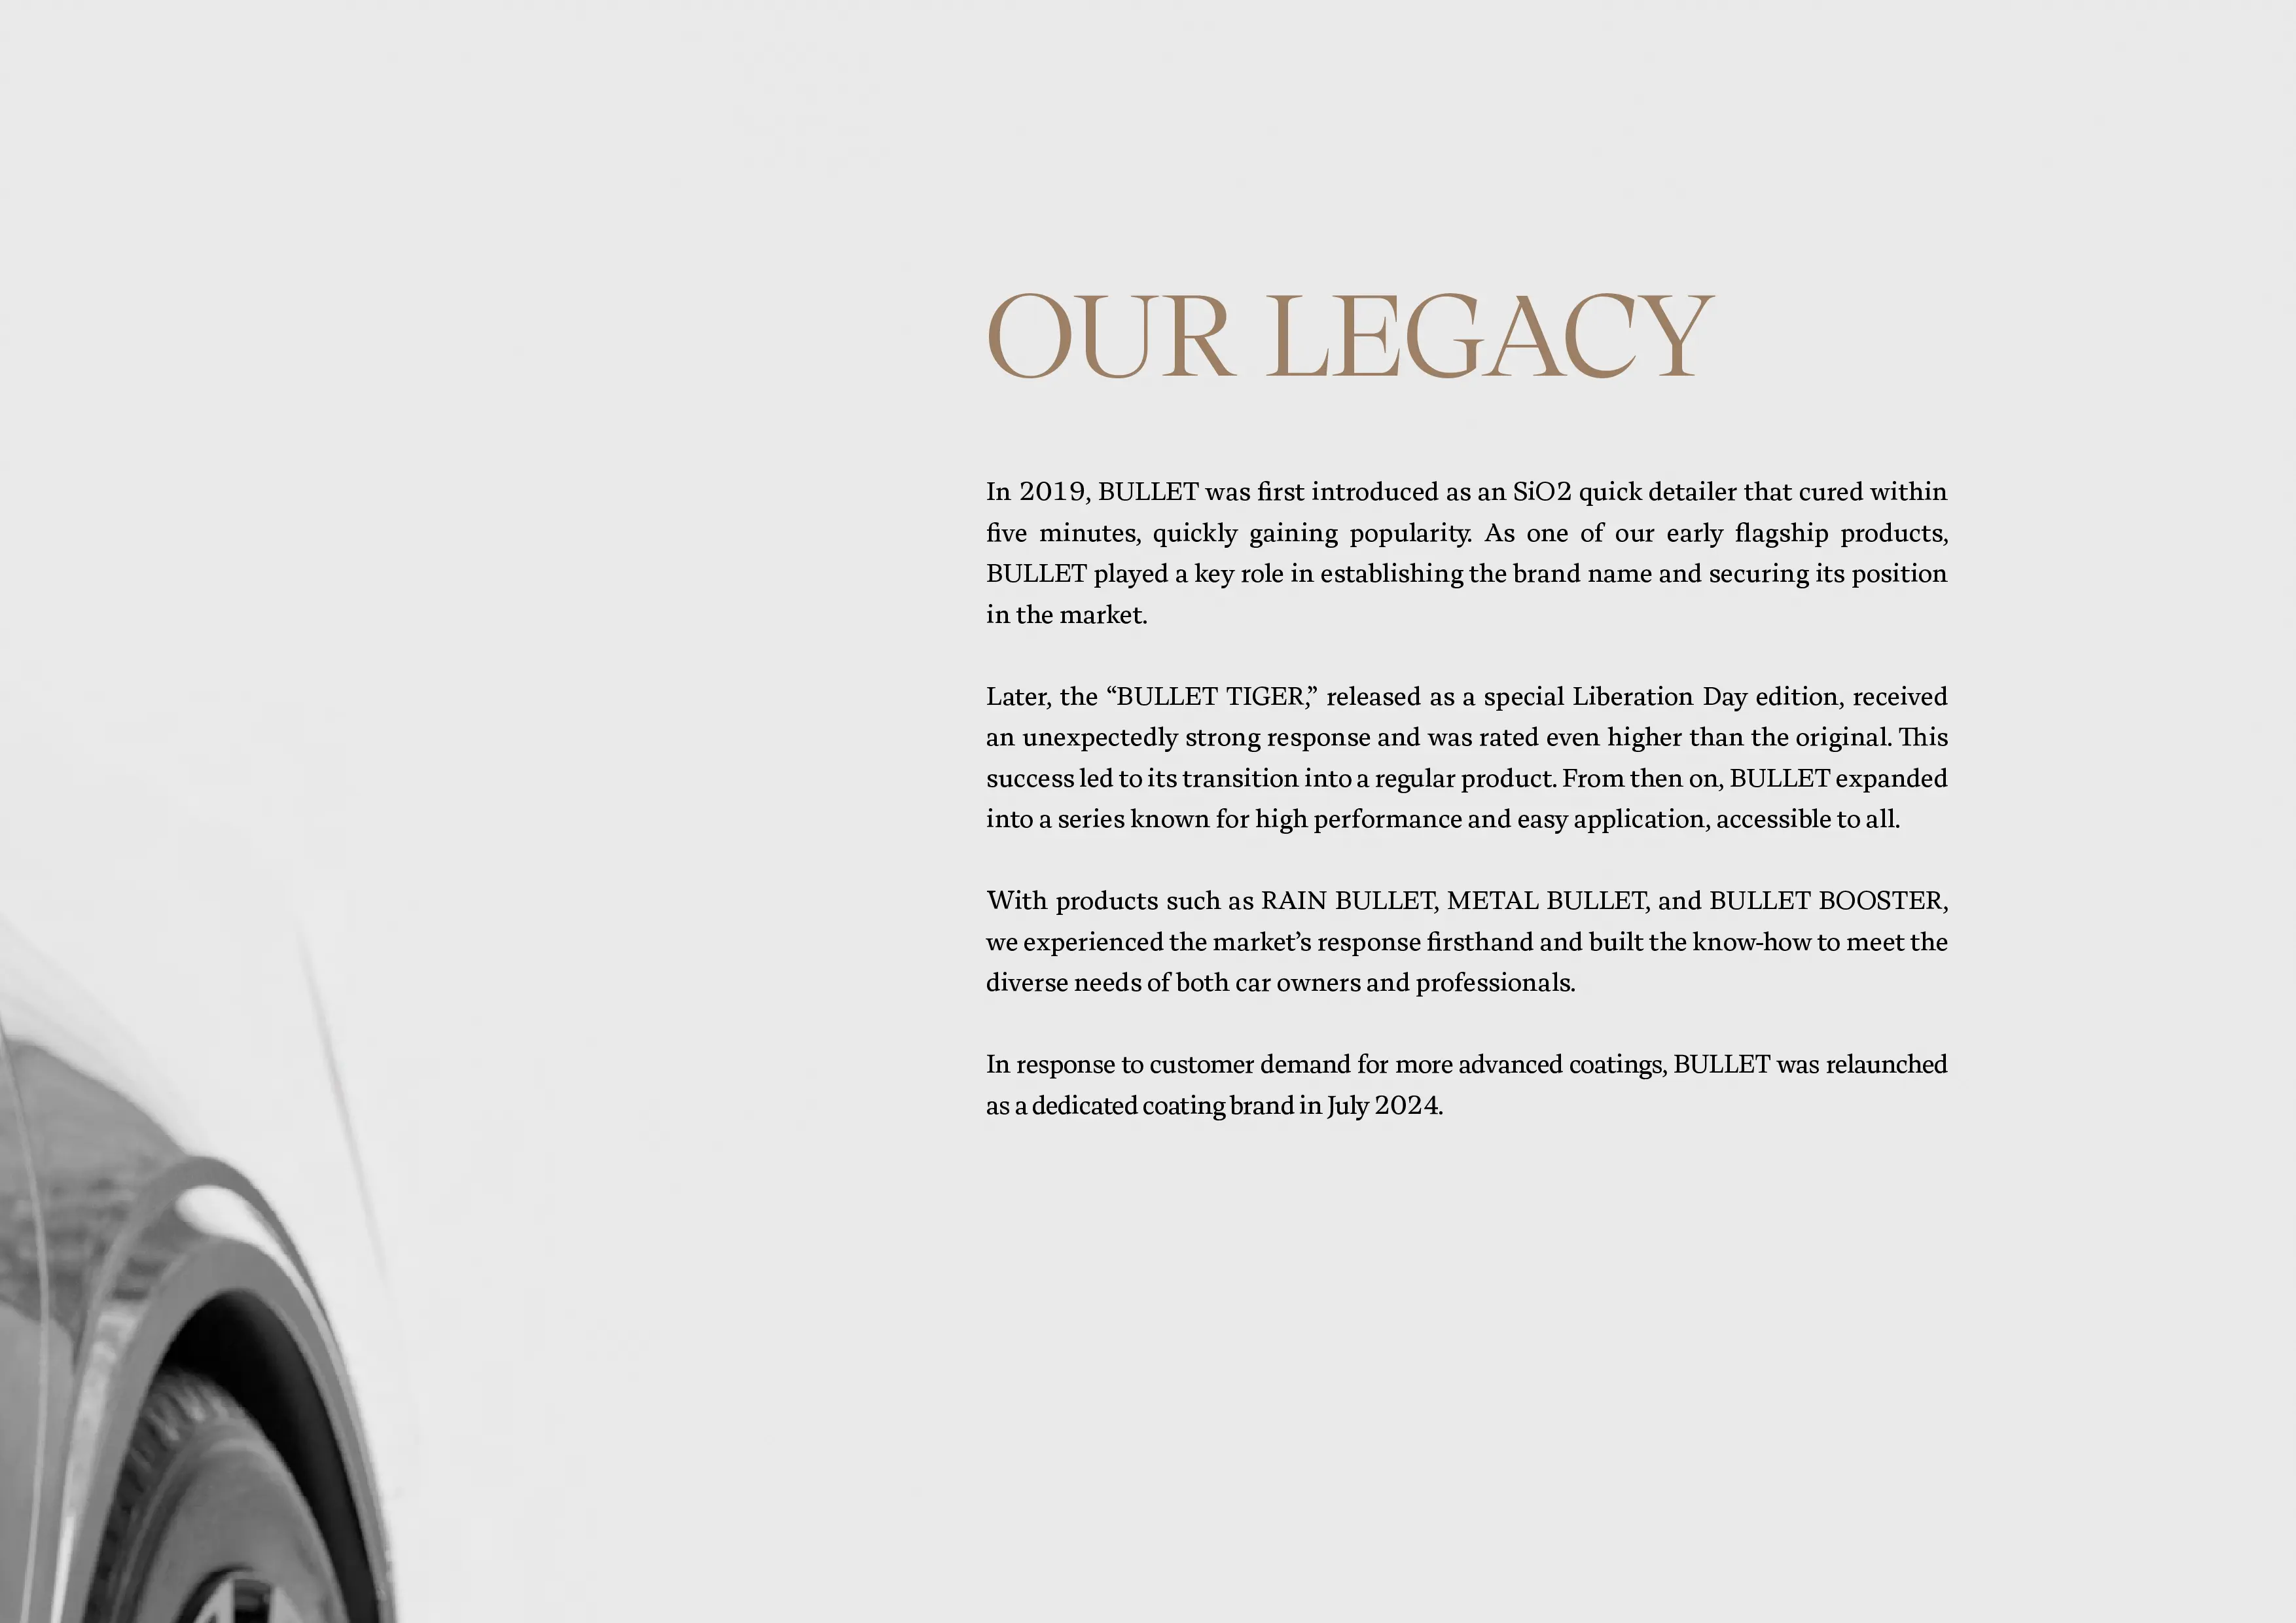 OUR LEGACY
In 2019, BULLET was first introduced as an SiO2 quick detailer that cured within
five minutes, quickly gaining popularity. As one of our early flagship products,
BULLET played a key role in establishing the brand name and securing its position
in the market.
Later, the “BULLET TIGER,” released as a special Liberation Day edition, received
an unexpectedly strong response and was rated even higher than the original. This
success led to its transition into a regular product. From then on, BULLET expanded
into a series known for high performance and easy application, accessible to all.
With products such as RAIN BULLET, METAL BULLET, and BULLET BOOSTER,
we experienced the market’s response firsthand and built the know-how to meet the
diverse needs of both car owners and professionals.
In response to customer demand for more advanced coatings, BULLET was relaunched
as a dedicated coating brand in July 2024.